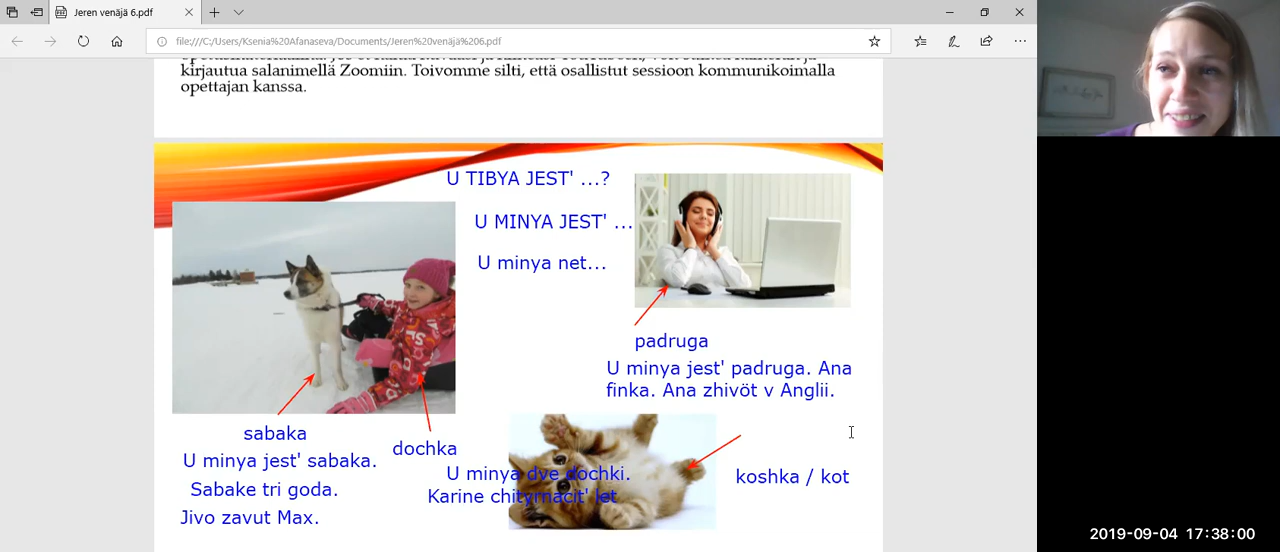 Jeren venäjä 6.pdf
file:///C:/Users/Ksenia%20Afanaseva/Documents/Jeren%20venäjä%206.pdf
kirjautua salanimellä Zoomiin. Toivomme silti, että osallistut sessioon kommunikoimalla
opettajan kanssa.
U TIBYA JEST' ...?
U MINYA JEST' ...
U minya net...
padruga
U minya jest' padruga. Ana
finka. Ana zhivöt v Anglii.
sabaka
U minya jest' sabaka.
Sabake tri goda.
Jivo zavut Max.
dochka
U minya dve dochki.
Karine chityrnacit' let
koshka / kot
2019-09-04 17:38:00